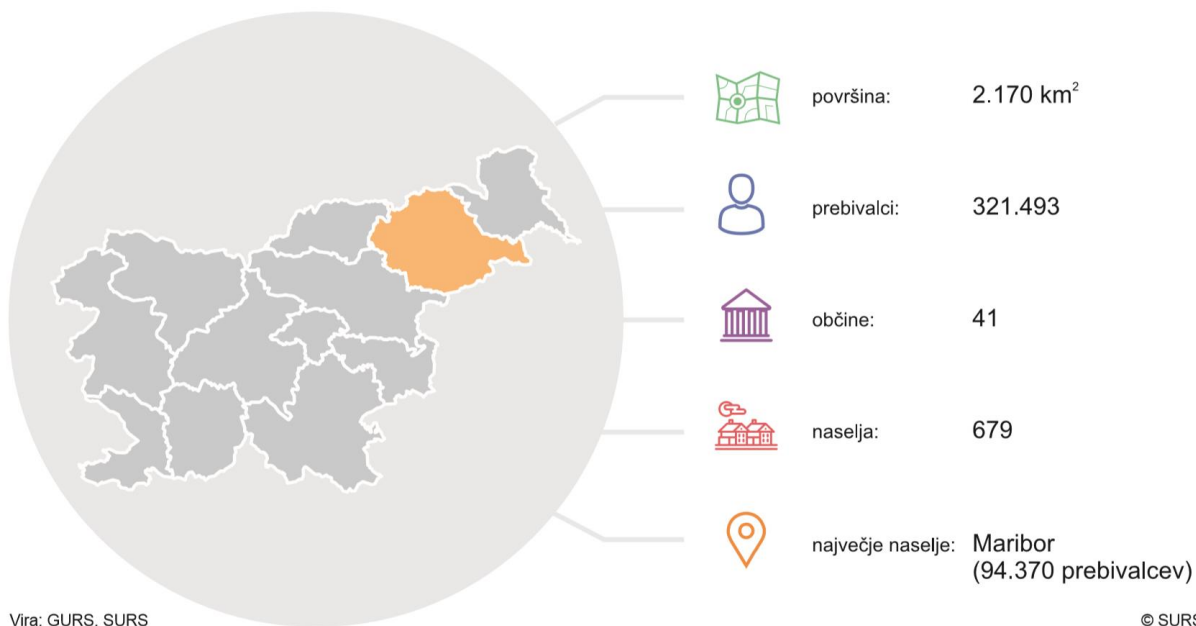 površina: 2.170 km²
prebivalci: 321.493
občine: 41
naselja: 679
največje naselje: Maribor
(94.370 prebivalcev)
Vira: GURS, SURS
© SURS